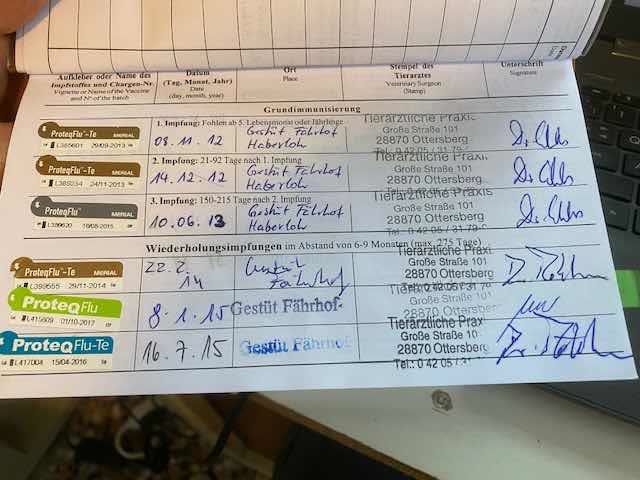 Aufkleber oder Name des Impfstoffes und Chargen-Nr.
Vignette or Name of the Vaccine and N° of the batch
Datum
(Tag, Monat, Jahr)
Date
(day, month, year)
Ort
Place
Stempel des Tierarztes
Veterinary Surgeon
(Stamp)
Unterschrift
Signature
Grundimmunisierung
ProteqFlu-Te MERIAL
L385601 29/09/2013
1. Impfung: Fohlen ab 5. Lebensmonat oder Jährlinge
08.11.12
Gestüt Fährhof
Haberloh
Tierärztliche Praxis
Große Straße 101
28870 Ottersberg
ProteqFlu-Te MERIAL
24/11/2013
2. Impfung: 21-92 Tage nach 1. Impfung
14.12.12
Gestüt Fährhof
Haberloh
Tierärztliche Praxis
Große Straße 101
28870 Ottersberg
ProteqFlu MERIAL
3. Impfung: 150-215 Tage nach 2. Impfung
10.06.13
Gestüt Fährhof
Haberloh
Tierärztliche Praxis
Große Straße 101
28870 Ottersberg
Wiederholungsimpfungen im Abstand von 6-9 Monaten (max. 275 Tage)
ProteqFlu-Te MERIAL
L399555 29/11/2014
22.2.
14
Gestüt
Fährhof
Tierärztliche Praxis
Große Straße 101
28870 Ottersberg
ProteqFlu
L415609 01/10/2017
8.1.15
Gestüt Fährhof
Große Straße 101
28870 Ottersberg
ProteqFlu-Te
L417004 15/04/2016
16.7.15
Gestüt Fährhof
Tierärztliche Praxi
Große Straße 101
28870 Ottersberg
Tel.: 0 42 05 /